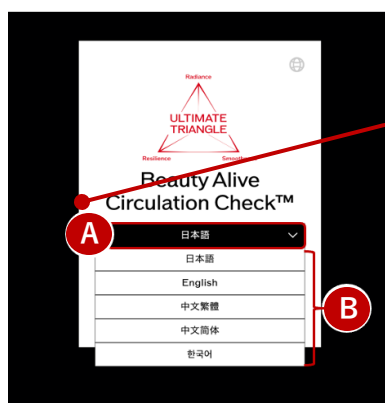 Radiance
ULTIMATE
TRIANGLE
Resilience Smooth
Beauty Alive
Circulation Check™
A
日本語
日本語
English
中文繁體
B
中文简体
한국어